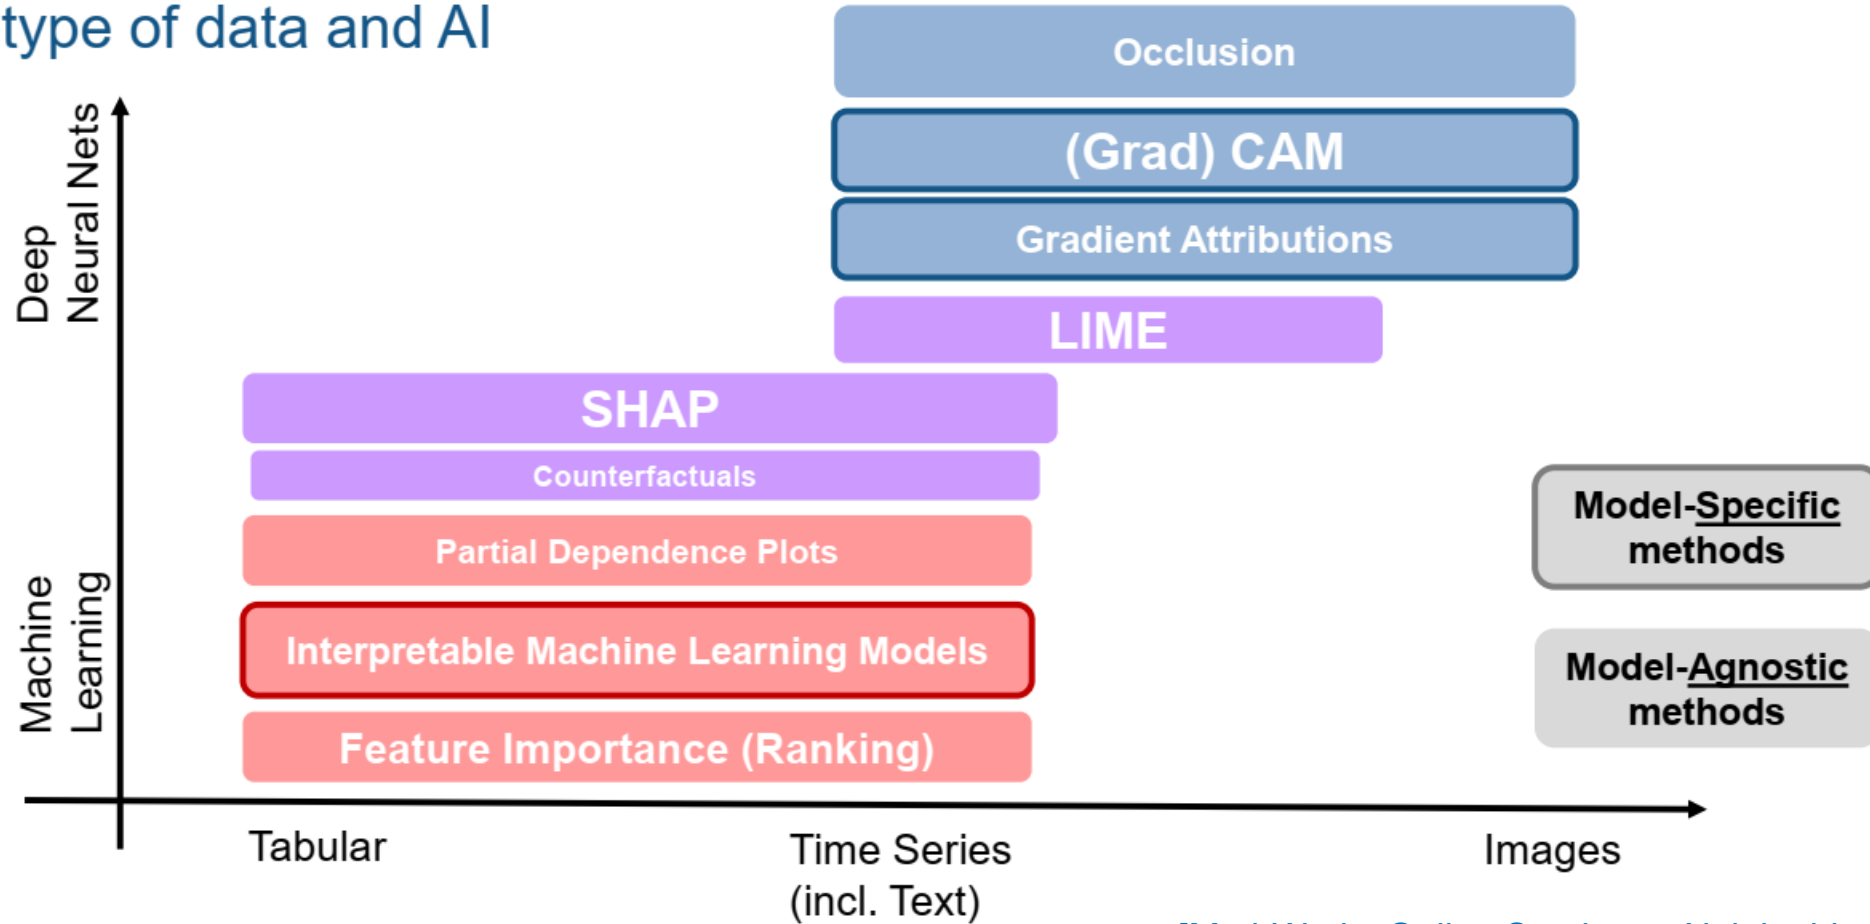 type of data and AI
Occlusion
(Grad) CAM
Gradient Attributions
LIME
SHAP
Counterfactuals
Partial Dependence Plots
Interpretable Machine Learning Models
Feature Importance (Ranking)
Deep
Neural Nets
Machine
Learning
Model-Specific
methods
Model-Agnostic
methods
Tabular
Time Series
(incl. Text)
Images